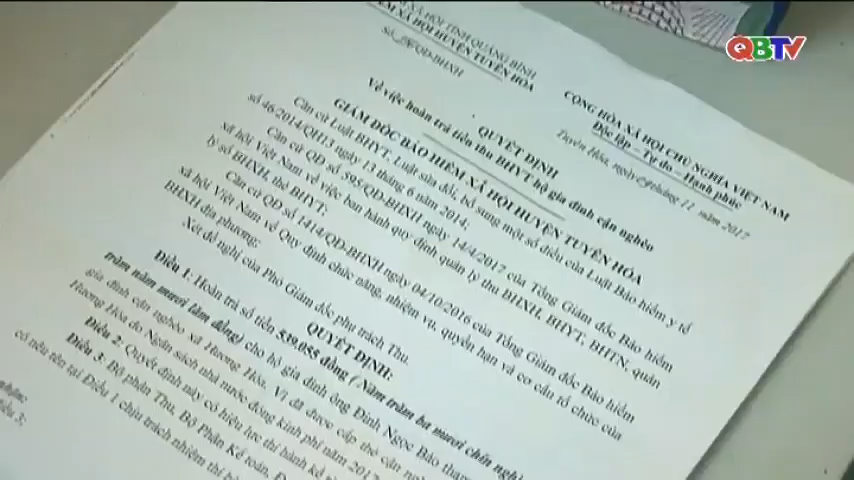 QBTV
XÃ HỘI TỈNH QUẢNG BÌNH
XÃ HỘI HUYỆN TUYÊN HÓA
/QĐ-BHXH
CỘNG HÒA XÃ HỘI CHỦ NGHĨA VIỆT NAM
Độc lập – Tự do – Hạnh phúc
Tuyên Hóa, ngày tháng 11 năm 2017
QUYẾT ĐỊNH
Về việc hoàn trả tiền thu BHYT hộ gia đình cận nghèo
GIÁM ĐỐC BẢO HIỂM XÃ HỘI HUYỆN TUYÊN HÓA
Căn cứ Luật BHYT, Luật sửa đổi, bổ sung một số điều của Luật Bảo hiểm y tế
số 46/2014/QH13 ngày 13 tháng 6 năm 2014;
Căn cứ QĐ số 595/QĐ-BHXH ngày 14/4/2017 của Tổng Giám đốc Bảo hiểm
xã hội Việt Nam về việc ban hành quy định quản lý thu BHXH, BHYT, BHTN, quản
lý sổ BHXH, thẻ BHYT;
Căn cứ QĐ số 1414/QĐ-BHXH ngày 04/10/2016 của Tổng Giám đốc Bảo hiểm
xã hội Việt Nam về Quy định chức năng, nhiệm vụ, quyền hạn và cơ cấu tổ chức của
BHXH địa phương;
Xét đề nghị của Phó Giám đốc phụ trách Thu.
QUYẾT ĐỊNH:
Điều 1: Hoàn trả số tiền 539.055 đồng (Năm trăm ba mươi chín nghì
trăm năm mươi lăm đồng) cho hộ gia đình ông Đinh Ngọc Bảo tham
gia đình cận nghèo xã Hương Hóa. Vì đã được cấp thẻ cận ngh
Hương Hóa do Ngân sách nhà nước đóng kinh phí năm 2017
Điều 2: Quyết định này có hiệu lực thi hành kể từ
Điều 3: Bộ phận Thu, Bộ Phận Kế toán,
có nêu tên tại Điều 1 chịu trách nhiệm thi
nhận:
iều 3;